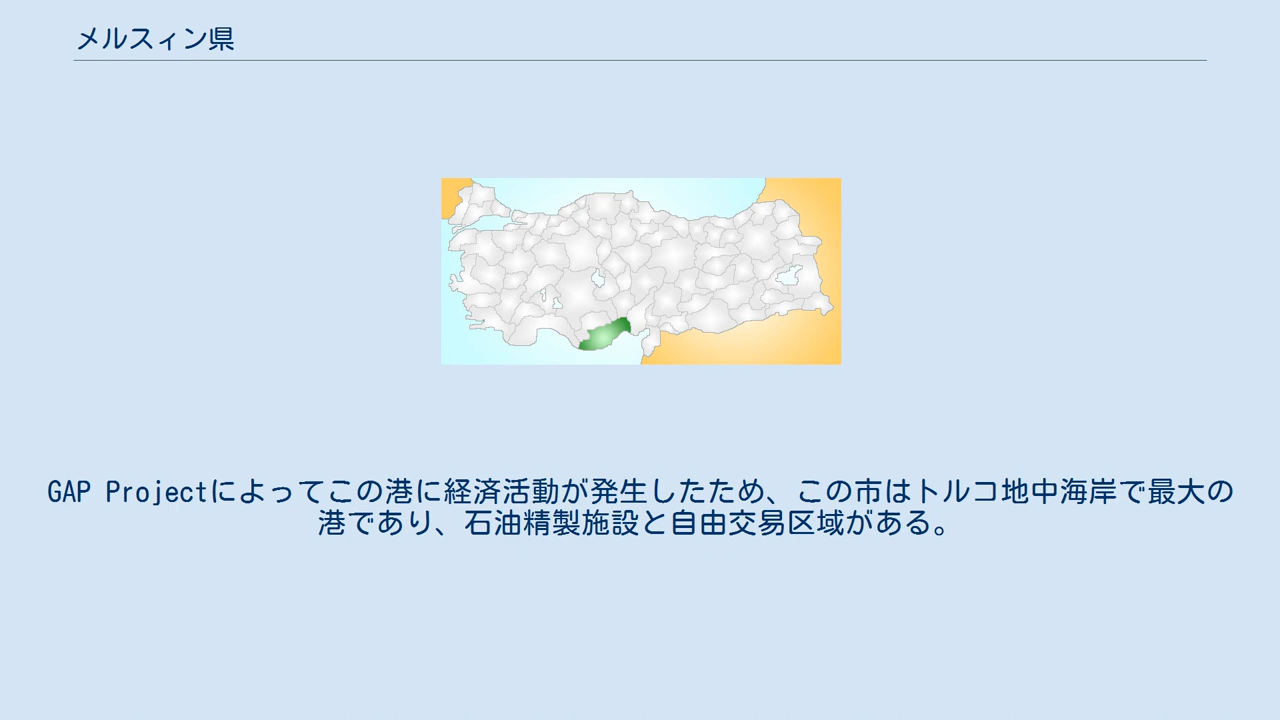 メルスィン県
GAP Projectによってこの港に経済活動が発生したため、この市はトルコ地中海岸で最大の
港であり、石油精製施設と自由交易区域がある。